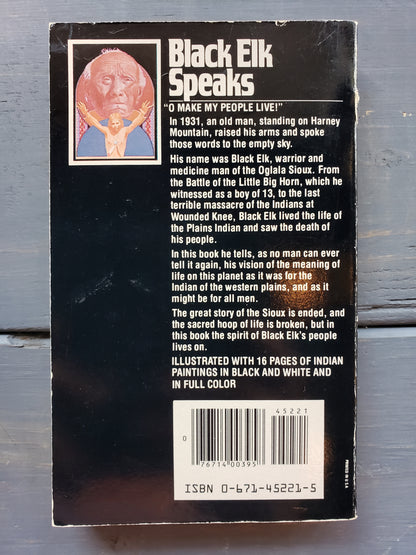 Black Elk
Speaks
"O MAKE MY PEOPLE LIVE!"
In 1931, an old man, standing on Harney
Mountain, raised his arms and spoke
those words to the empty sky.
His name was Black Elk, warrior and
medicine man of the Oglala Sioux. From
the Battle of the Little Big Horn, which he
witnessed as a boy of 13, to the last
terrible massacre of the Indians at
Wounded Knee, Black Elk lived the life of
the Plains Indian and saw the death of
his people.
In this book he tells, as no man can ever
tell it again, his vision of the meaning of
life on this planet as it was for the
Indian of the western plains, and as it
might be for all men.
The great story of the Sioux is ended, and
the sacred hoop of life is broken, but in
this book the spirit of Black Elk's people
lives on.
ILLUSTRATED WITH 16 PAGES OF INDIAN
PAINTINGS IN BLACK AND WHITE AND
IN FULL COLOR
45221
0
76714 00395
ISBN 0-671-45221-5
PRINTED IN U.S.A.